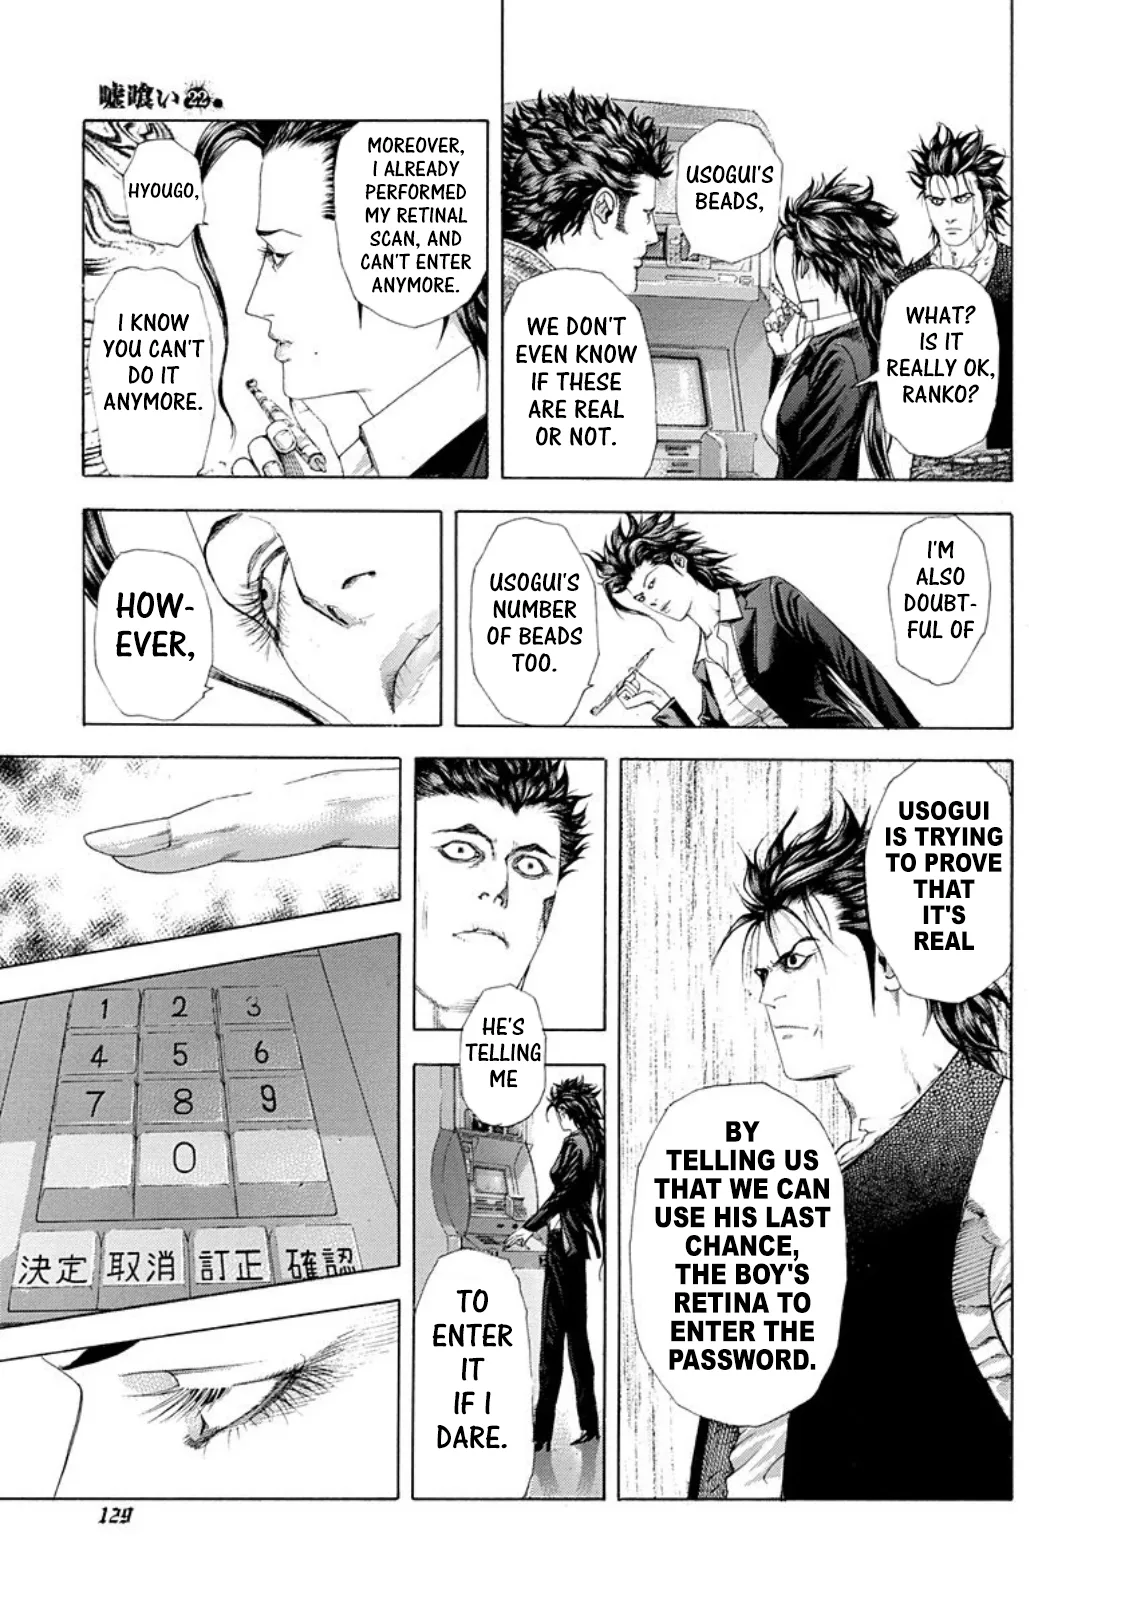 嘘喰い 22
WHAT?
IS IT
REALLY OK,
RANKO?
USOGUI'S
BEADS,
WE DON'T
EVEN KNOW
IF THESE
ARE REAL
OR NOT.
MOREOVER,
I ALREADY
PERFORMED
MY RETINAL
SCAN, AND
CAN'T ENTER
ANYMORE.
HYOUGO,
I KNOW
YOU CAN'T
DO IT
ANYMORE.
I'M
ALSO
DOUBT-
FUL OF
USOGUI'S
NUMBER
OF BEADS
TOO.
HOW-
EVER,
USOGUI
IS TRYING
TO PROVE
THAT
IT'S
REAL
BY
TELLING US
THAT WE CAN
USE HIS LAST
CHANCE,
THE BOY'S
RETINA TO
ENTER THE
PASSWORD.
HE'S
TELLING
ME
TO
ENTER
IT
IF I
DARE.
1 2 3
4 5 6
7 8 9
0
決定 取消 訂正 確認
129